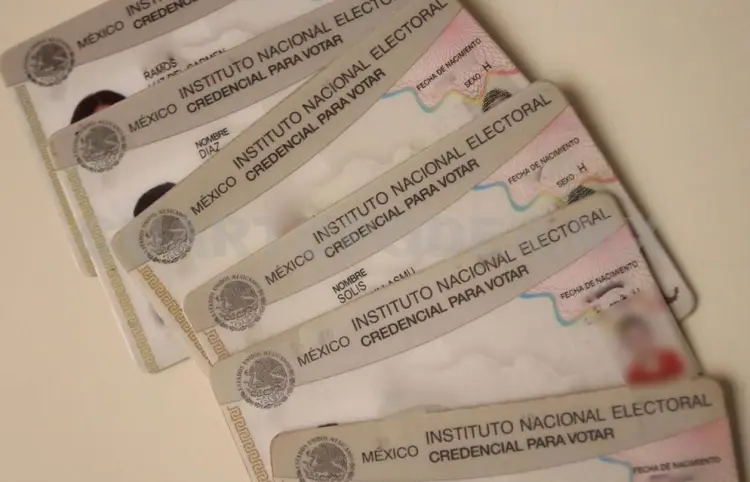 INSTITUTO NACIONAL ELECTOR
MÉXICO CREDENCIAL PARA VOTAR
RAMOS
INSTITUTO NACIONAL ELECTORAL
MÉXICO CREDENCIAL PARA VOTAR
NOMBRE
DIAZ
INSTITUTO NACIONAL ELECTORAL
MÉXICO CREDENCIAL PARA VOTAR
FECHA DE NACIMIENTO
SEXO H
INSTITUTO NACIONAL ELECTORAL
MÉXICO CREDENCIAL PARA VOTAR
FECHA DE NACIMIENTO
SEXO H
NOMBRE
SOLIS
INSTITUTO NACIONAL ELECTORAL
MÉXICO CREDENCIAL PARA VOTAR
FECHA DE NACIMIENTO
INSTITUTO NACIONAL ELECTORAL
MÉXICO CREDENCIAL PARA VOTAR
FECHA DE NACIMIENTO